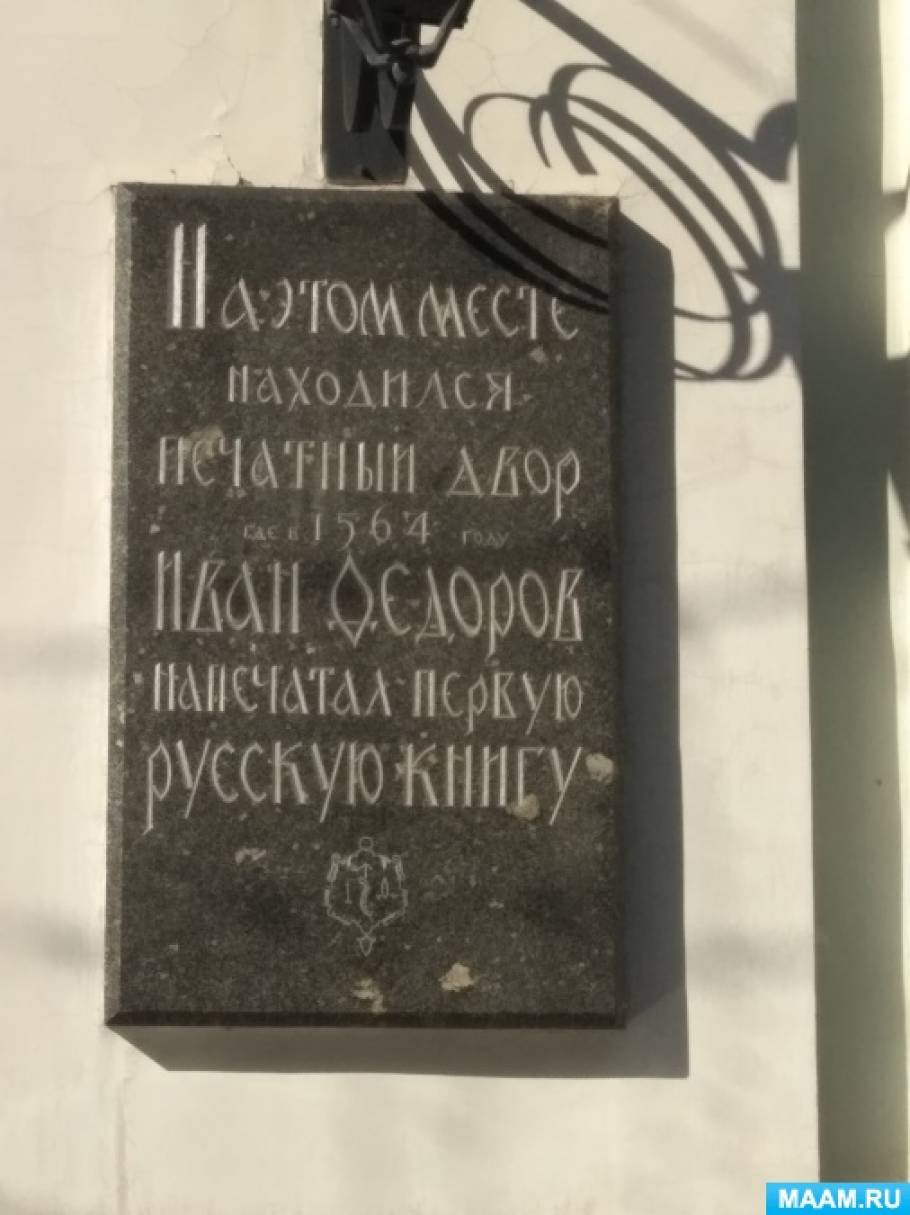 На этом месте
находился
печатный двор
где в 1564 году
Иван Федоров
напечатал первую
русскую книгу
MAAM.RU